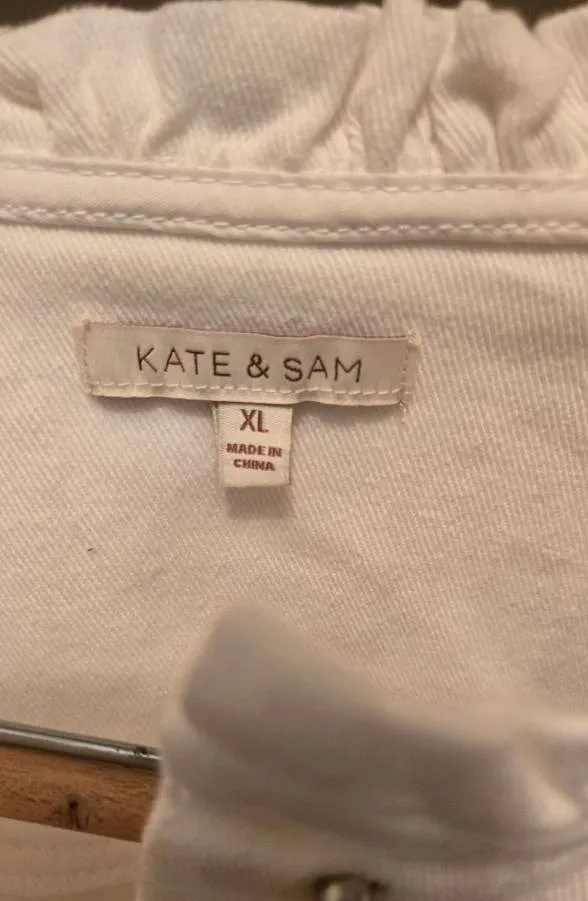 KATE & SAM
XL
MADE IN
CHINA